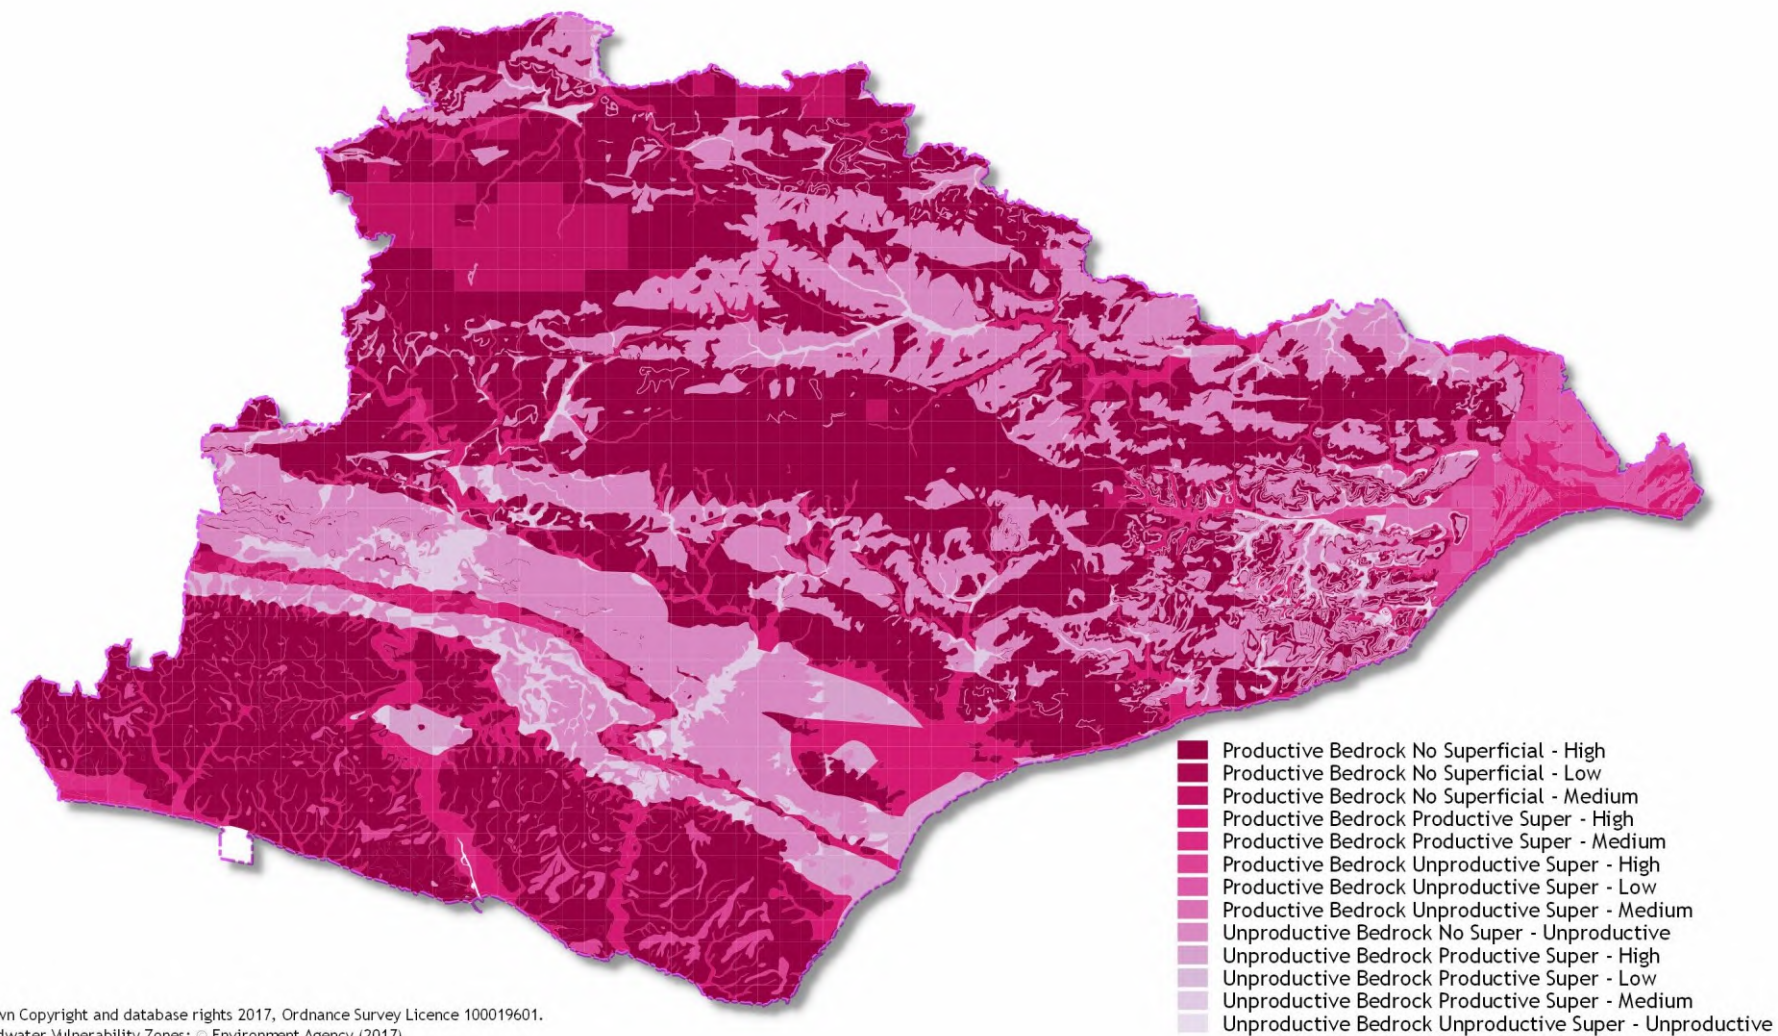 Productive Bedrock No Superficial - High
Productive Bedrock No Superficial - Low
Productive Bedrock No Superficial - Medium
Productive Bedrock Productive Super - High
Productive Bedrock Productive Super - Medium
Productive Bedrock Unproductive Super - High
Productive Bedrock Unproductive Super - Low
Productive Bedrock Unproductive Super - Medium
Unproductive Bedrock No Super - Unproductive
Unproductive Bedrock Productive Super - High
Unproductive Bedrock Productive Super - Low
Unproductive Bedrock Productive Super - Medium
Unproductive Bedrock Unproductive Super - Unproductive
wn Copyright and database rights 2017, Ordnance Survey Licence 100019601.
dwater Vulnerability Zones: © Environment Agency (2017)